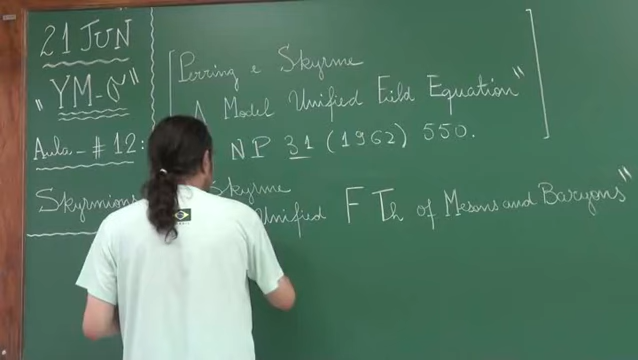 21 JUN
"YM-σ"
Aula-#12:
Skyrmions
Perring e Skyrme
A Model Unified Field Equation"
NP 31 (1962) 550.
Skyrme
Unified F Th of Mesons and Baryons"